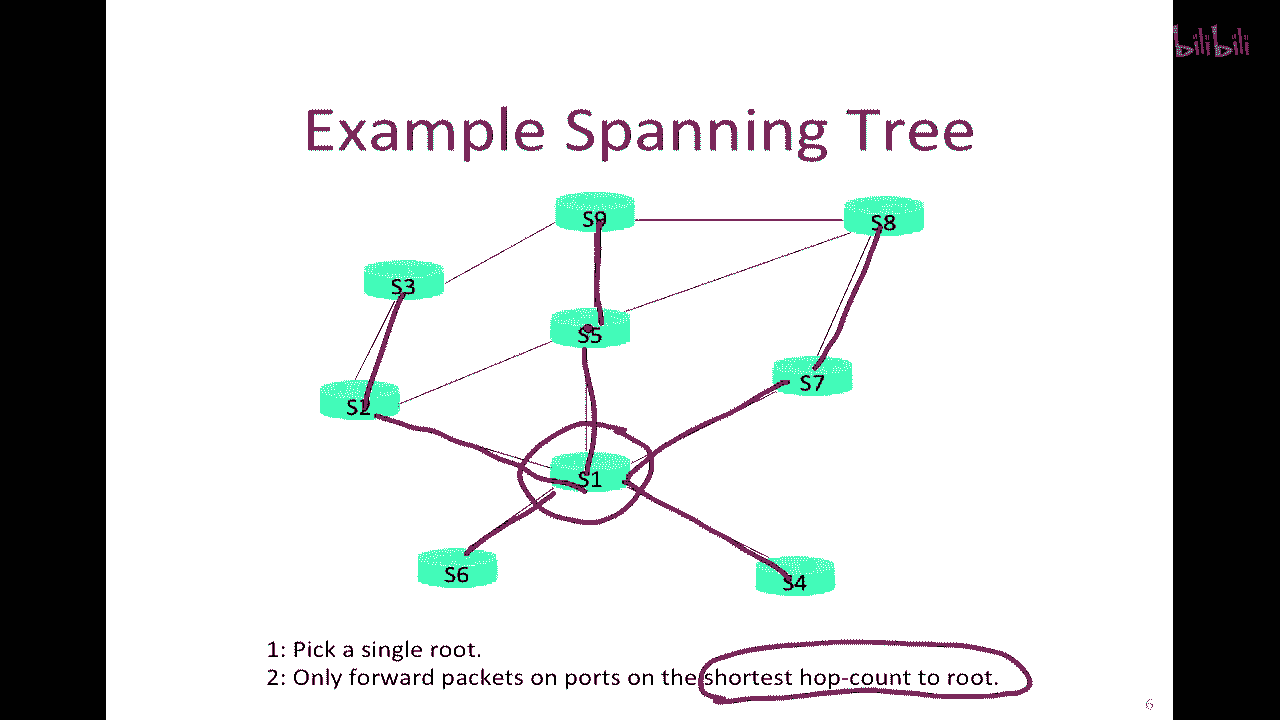 bilibili
Example Spanning Tree
S9
S8
S3
S5
S7
S2
S1
S6
S4
1: Pick a single root.
2: Only forward packets on ports on the shortest hop-count to root.
6